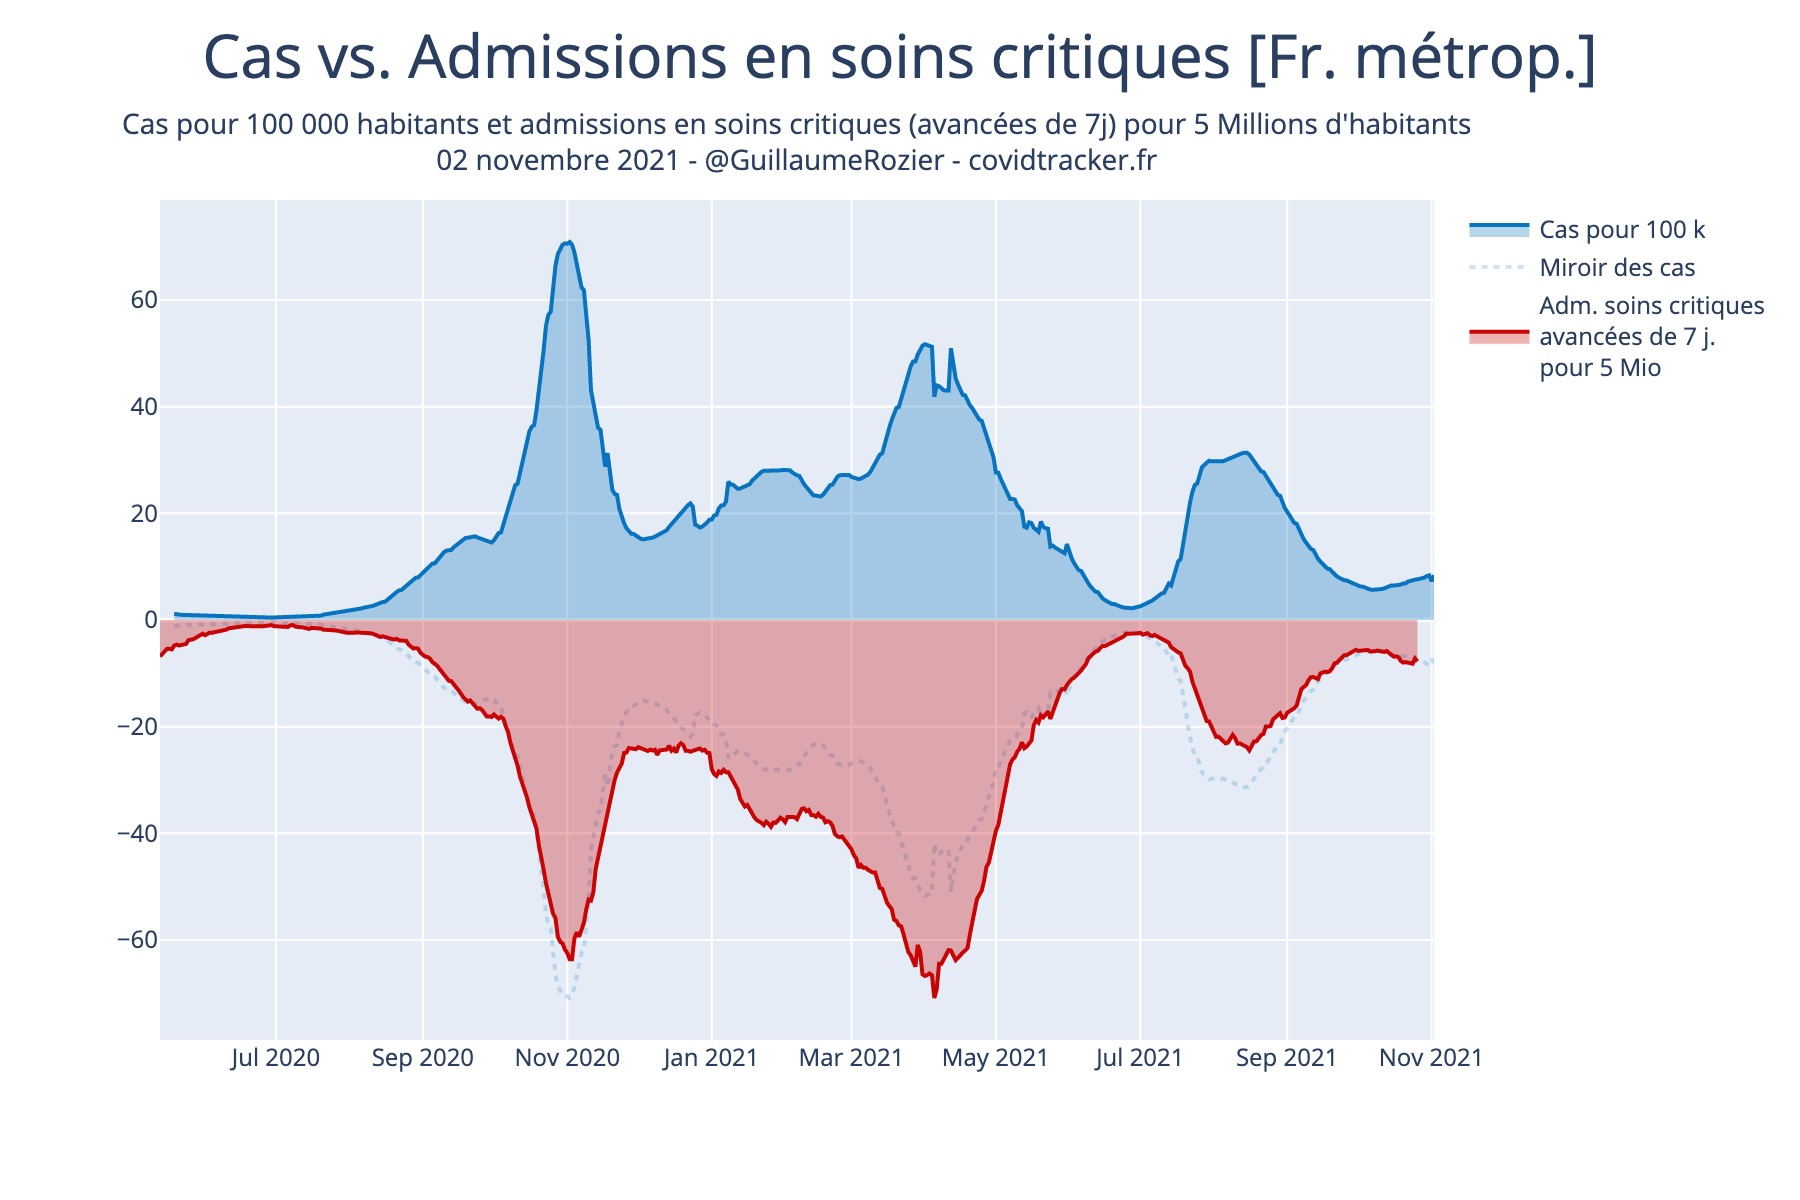 Cas vs. Admissions en soins critiques [Fr. métrop.]
Cas pour 100 000 habitants et admissions en soins critiques (avancées de 7j) pour 5 Millions d'habitants
02 novembre 2021 - @GuillaumeRozier - covidtracker.fr
Cas pour 100 k
Miroir des cas
Adm. soins critiques
avancées de 7 j.
pour 5 Mio
60
40
20
0
−20
−40
−60
Jul 2020 Sep 2020 Nov 2020 Jan 2021 Mar 2021 May 2021 Jul 2021 Sep 2021 Nov 2021